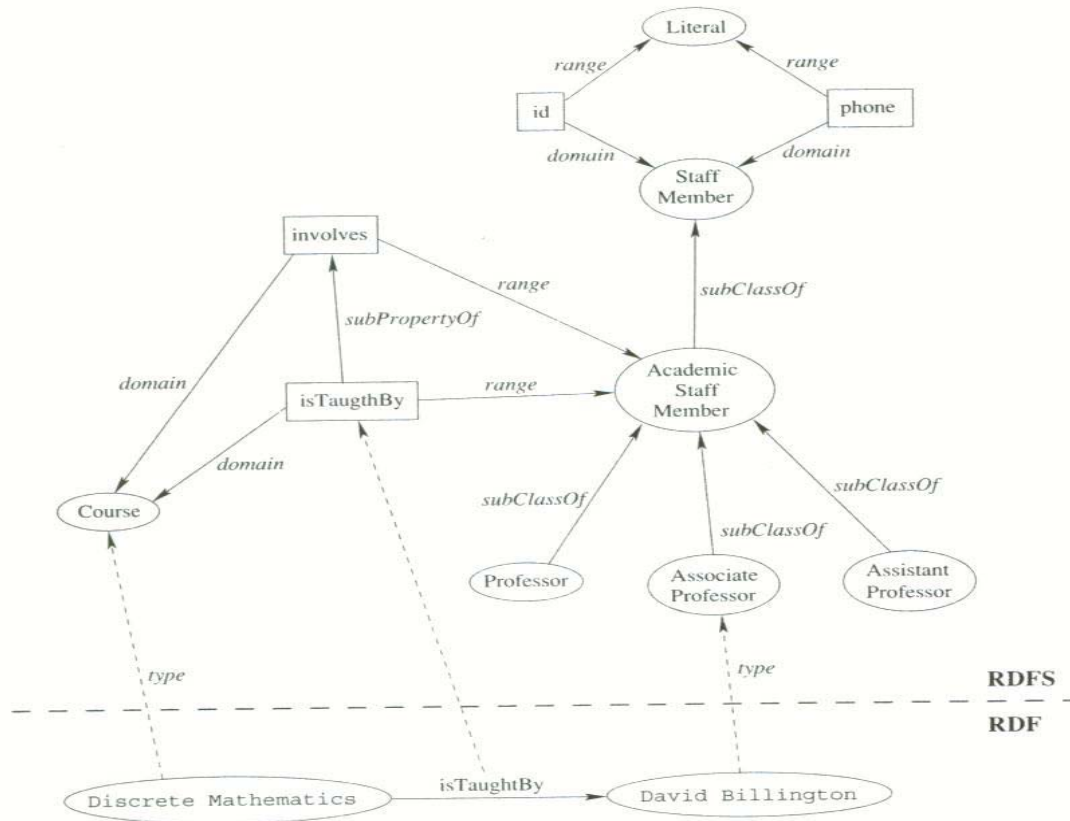 Literal
range
range
id
phone
domain
domain
Staff
Member
involves
range
subClassOf
subPropertyOf
domain
isTaugthBy
range
Academic
Staff
Member
domain
Course
subClassOf
subClassOf
subClassOf
Professor
Associate
Professor
Assistant
Professor
type
type
RDFS
RDF
Discrete Mathematics
isTaughtBy
David Billington